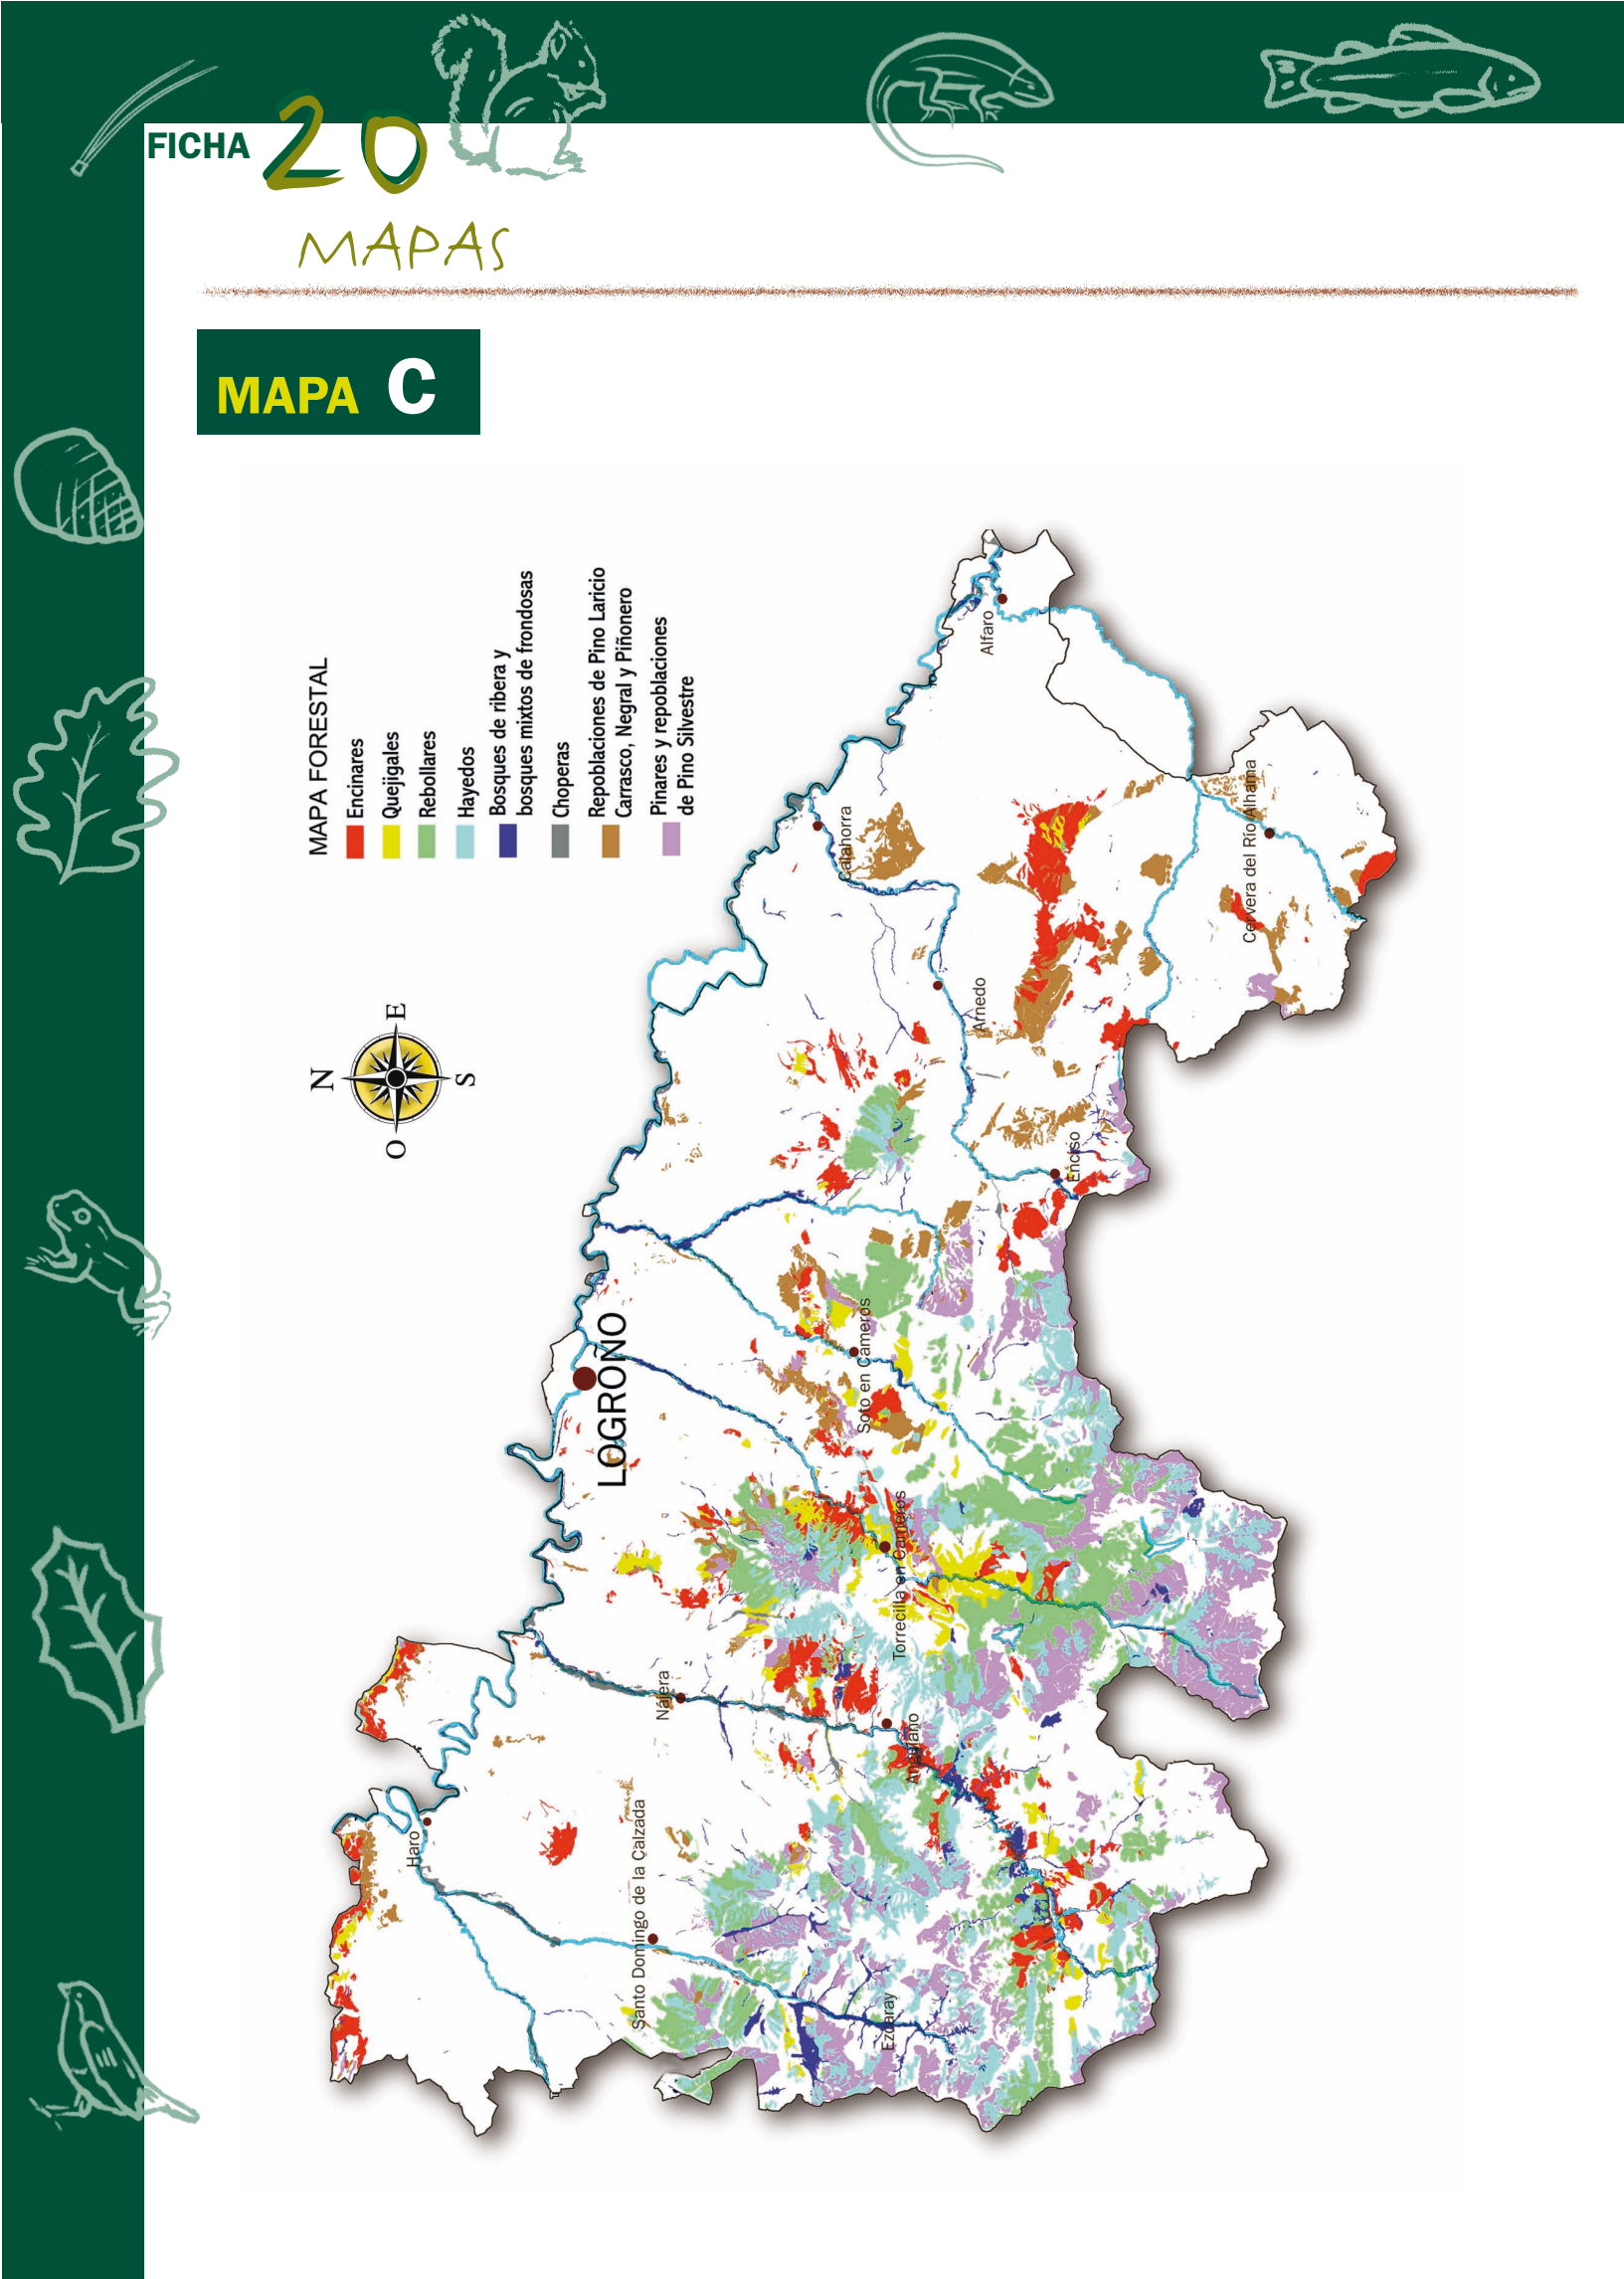 FICHA 20
MAPAS
MAPA C
MAPA FORESTAL
Encinares
Quejigales
Rebollares
Hayedos
Bosques de ribera y
bosques mixtos de frondosas
Choperas
Repoblaciones de Pino Laricio
Carrasco, Negral y Piñonero
Pinares y repoblaciones
de Pino Silvestre
N
E
S
O
Haro
Santo Domingo de la Calzada
Ezcaray
Nájera
Anguiano
Torrecilla en Cameros
LOGROÑO
Soto en Cameros
Enciso
Arnedo
Calahorra
Cervera del Río Alhama
Alfaro